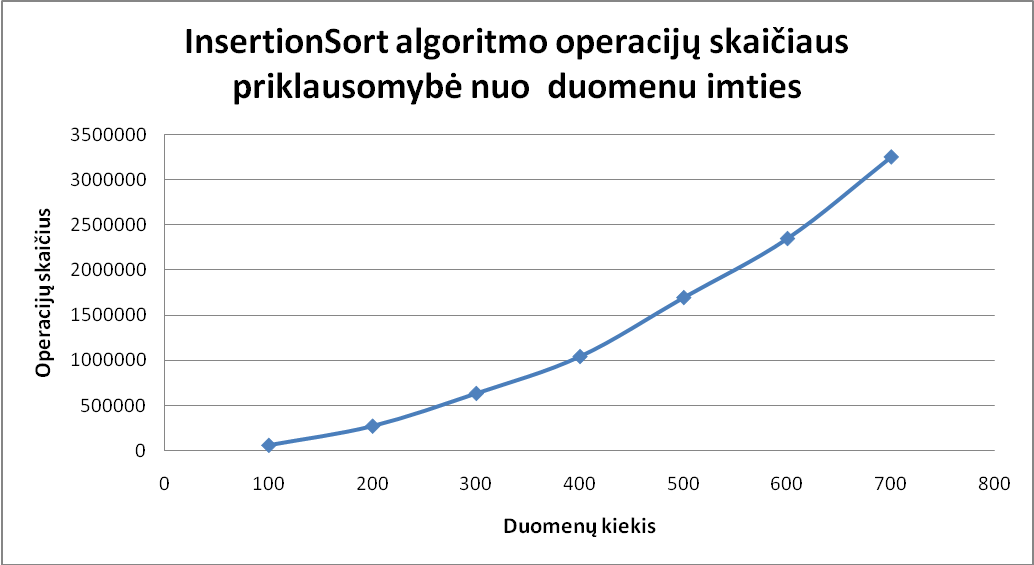 InsertionSort algoritmo operacijų skaičiaus
priklausomybė nuo duomenu imties
3500000
3000000
2500000
2000000
1500000
1000000
500000
0
Operacijų skaičius
0 100 200 300 400 500 600 700 800
Duomenų kiekis